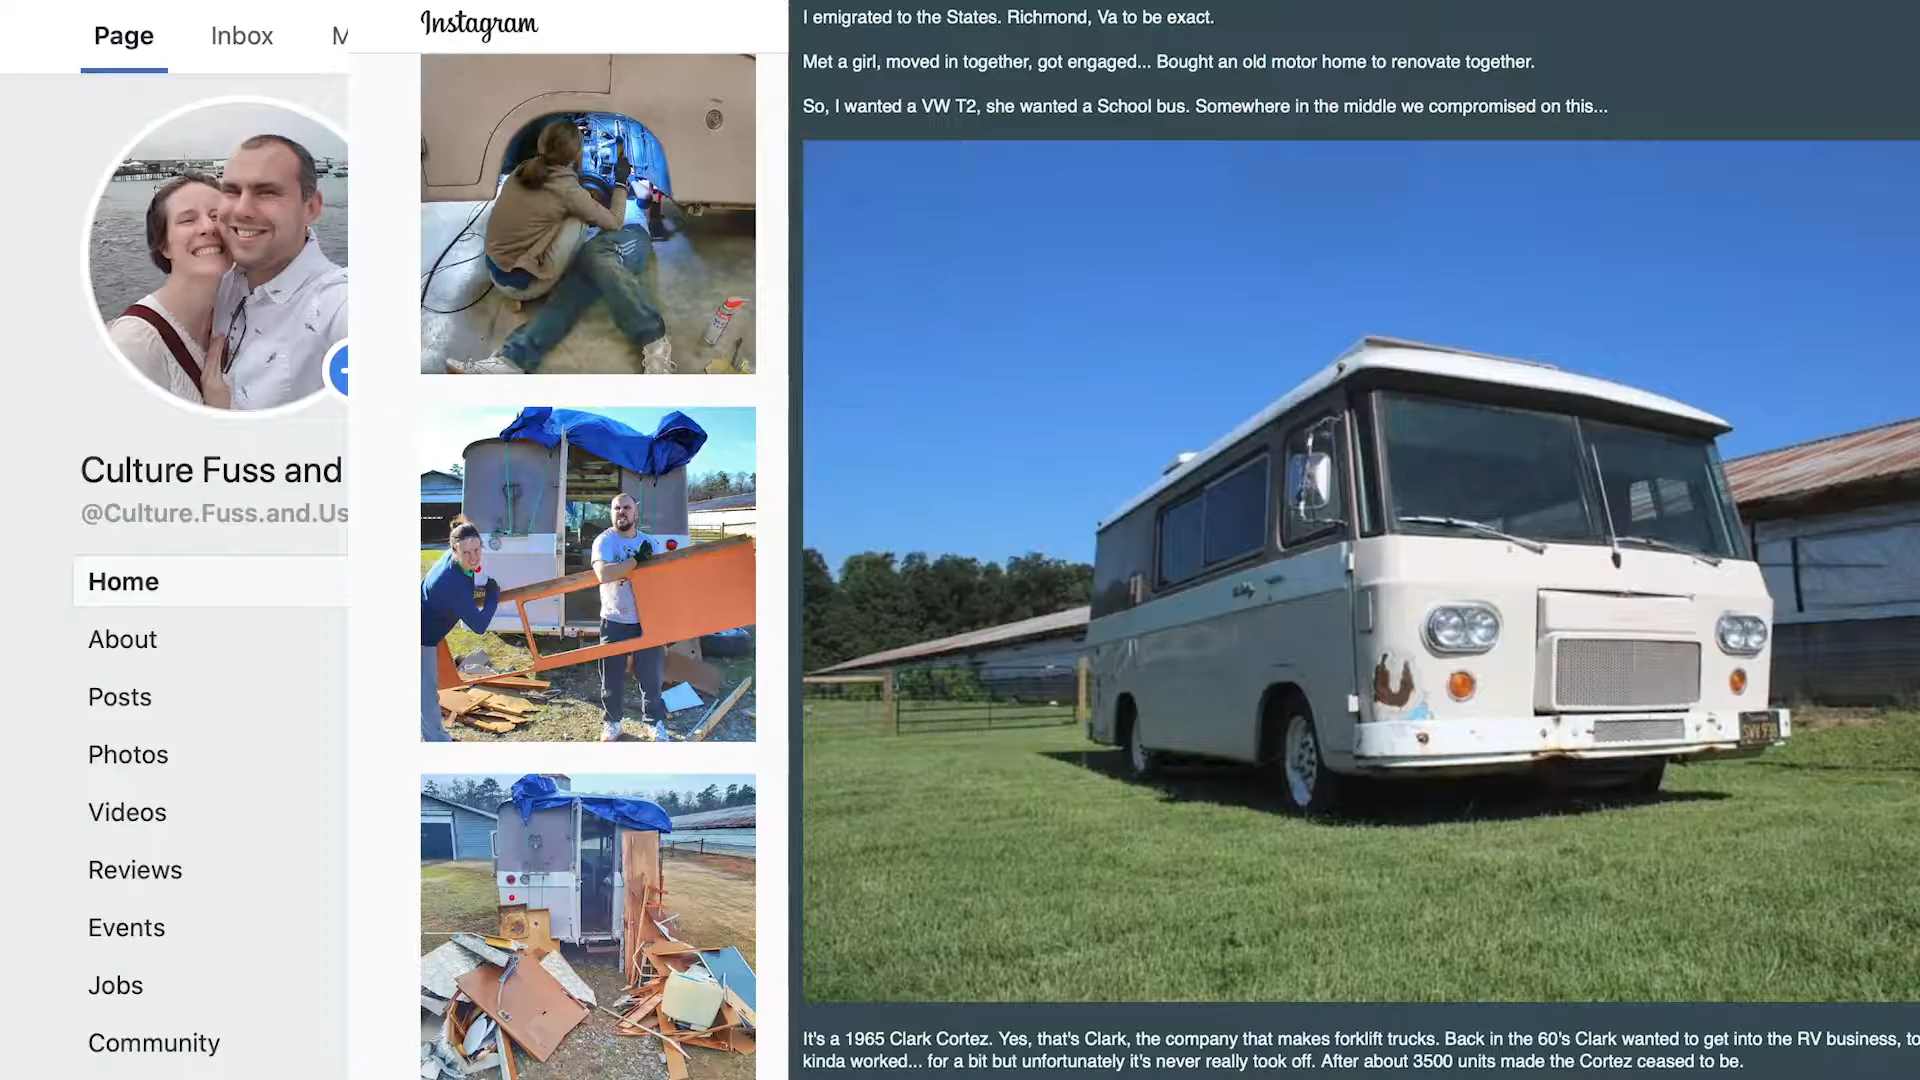 Page Inbox M
Culture Fuss and
@Culture.Fuss.and.Us
Home
About
Posts
Photos
Videos
Reviews
Events
Jobs
Community
Instagram
I emigrated to the States. Richmond, Va to be exact.
Met a girl, moved in together, got engaged... Bought an old motor home to renovate together.
So, I wanted a VW T2, she wanted a School bus. Somewhere in the middle we compromised on this...
It's a 1965 Clark Cortez. Yes, that's Clark, the company that makes forklift trucks. Back in the 60's Clark wanted to get into the RV business, to
kinda worked... for a bit but unfortunately it's never really took off. After about 3500 units made the Cortez ceased to be.